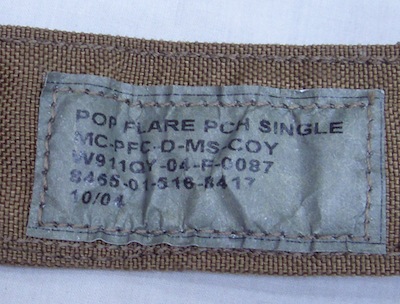 POP FLARE PCH SINGLE
MC-PFC-D-MS-COY
W911QY-04-F-0087
8465-01-516-8417
10/04